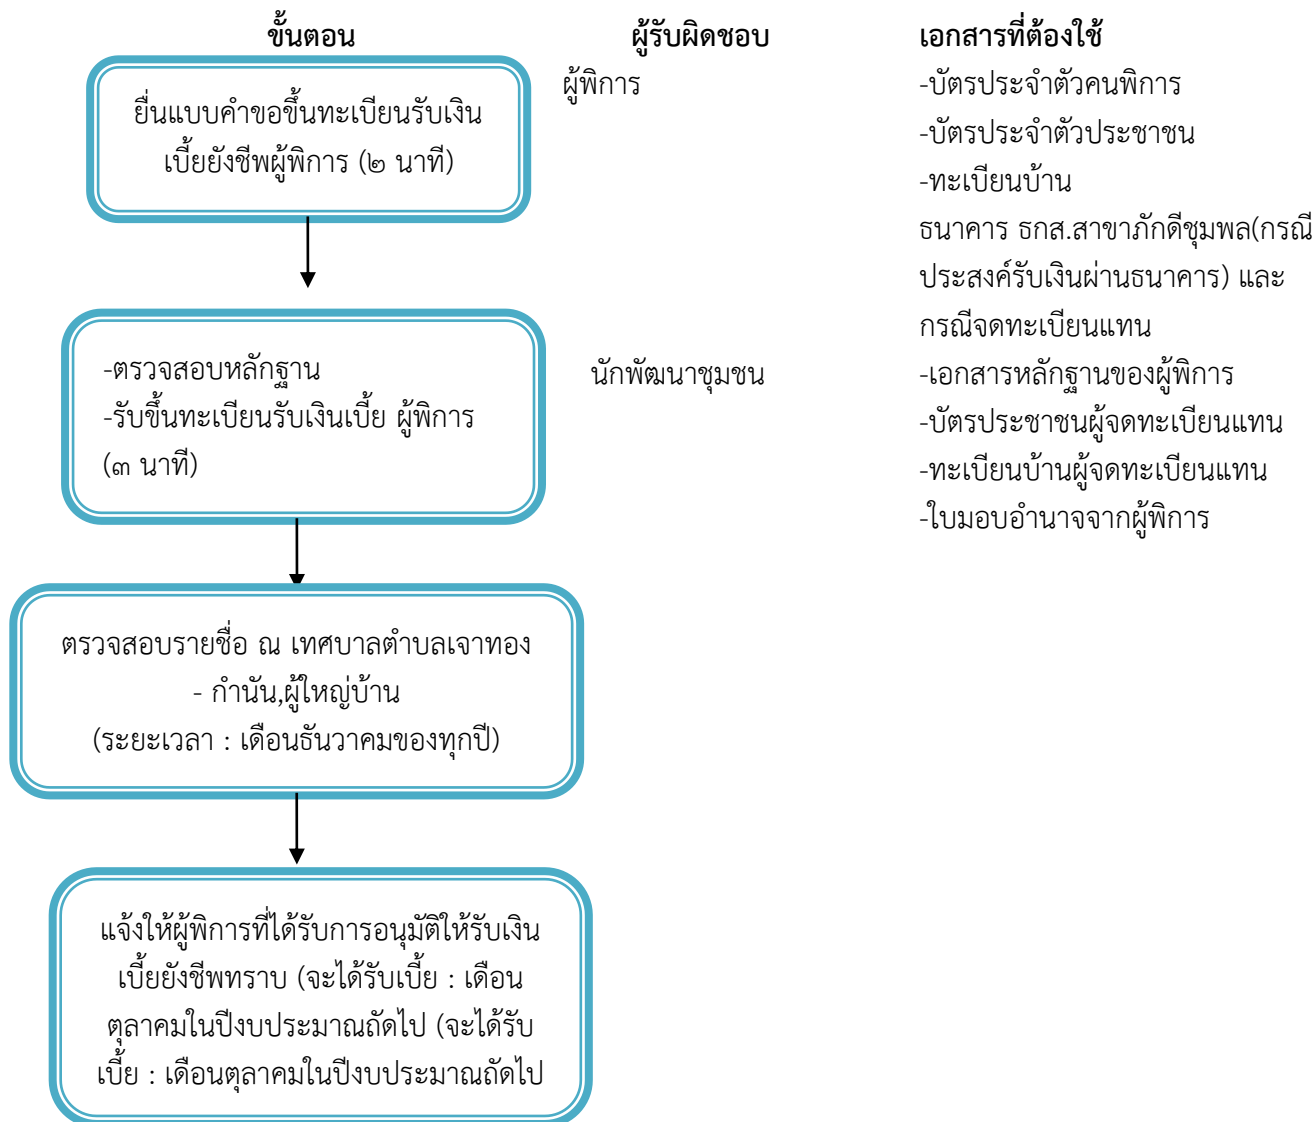 ขั้นตอน
ผู้รับผิดชอบ
เอกสารที่ต้องใช้
ยื่นแบบคำขอขึ้นทะเบียนรับเงิน
เบี้ยยังชีพผู้พิการ (๒ นาที)
ผู้พิการ
-บัตรประจำตัวคนพิการ
-บัตรประจำตัวประชาชน
-ทะเบียนบ้าน
ธนาคาร ธกส.สาขาภักดีชุมพล(กรณี
ประสงค์รับเงินผ่านธนาคาร) และ
กรณีจดทะเบียนแทน
-เอกสารหลักฐานของผู้พิการ
-บัตรประชาชนผู้จดทะเบียนแทน
-ทะเบียนบ้านผู้จดทะเบียนแทน
-ใบมอบอำนาจจากผู้พิการ
-ตรวจสอบหลักฐาน
-รับขึ้นทะเบียนรับเงินเบี้ย ผู้พิการ
(๓ นาที)
นักพัฒนาชุมชน
ตรวจสอบรายชื่อ ณ เทศบาลตำบลเจาทอง
- กำนัน,ผู้ใหญ่บ้าน
(ระยะเวลา : เดือนธันวาคมของทุกปี)
แจ้งให้ผู้พิการที่ได้รับการอนุมัติให้รับเงิน
เบี้ยยังชีพทราบ (จะได้รับเบี้ย : เดือน
ตุลาคมในปีงบประมาณถัดไป (จะได้รับ
เบี้ย : เดือนตุลาคมในปีงบประมาณถัดไป